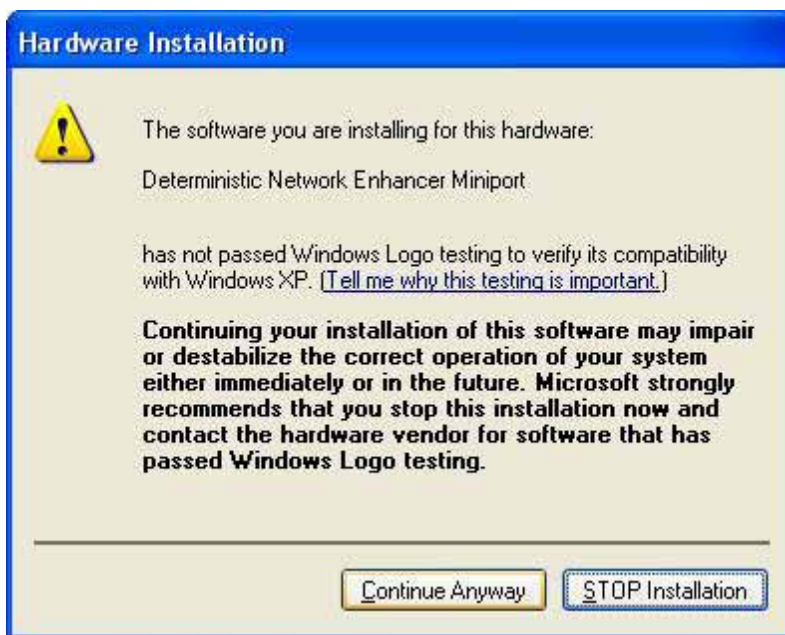 Hardware Installation
The software you are installing for this hardware:
Deterministic Network Enhancer Miniport
has not passed Windows Logo testing to verify its compatibility
with Windows XP. (Tell me why this testing is important.)
Continuing your installation of this software may impair
or destabilize the correct operation of your system
either immediately or in the future. Microsoft strongly
recommends that you stop this installation now and
contact the hardware vendor for software that has
passed Windows Logo testing.
Continue Anyway
STOP Installation